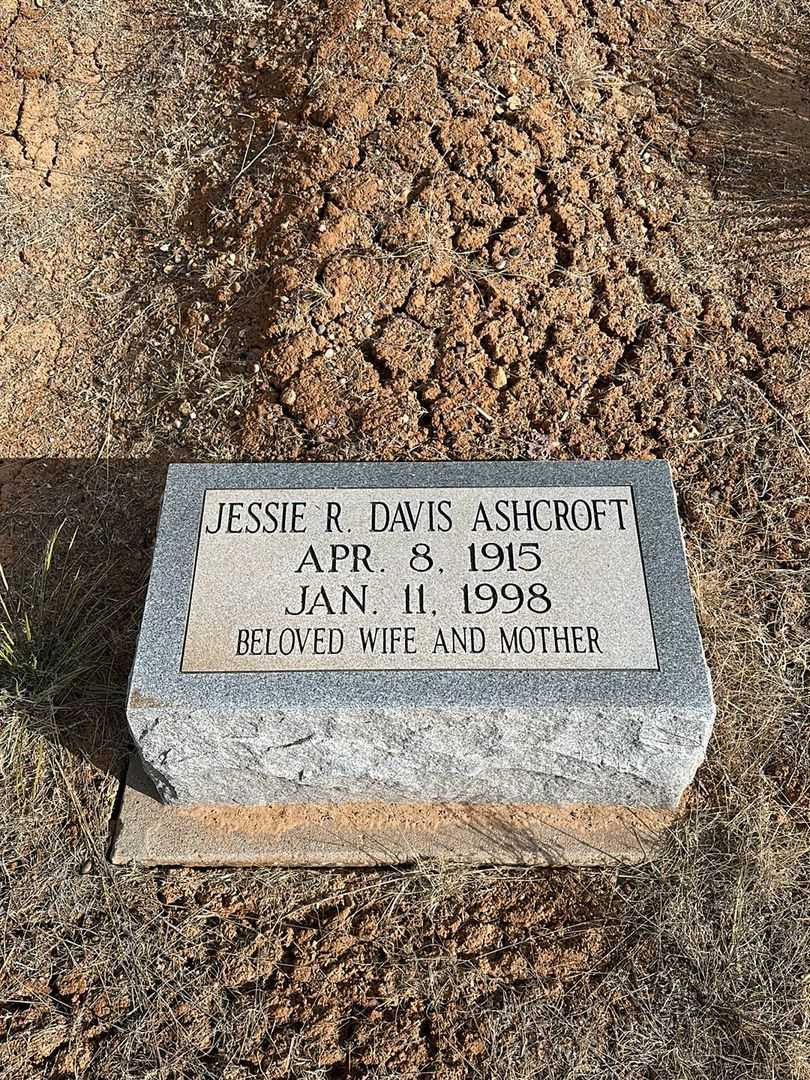 JESSIE R. DAVIS ASHCROFT
APR. 8, 1915
JAN. 11, 1998
BELOVED WIFE AND MOTHER